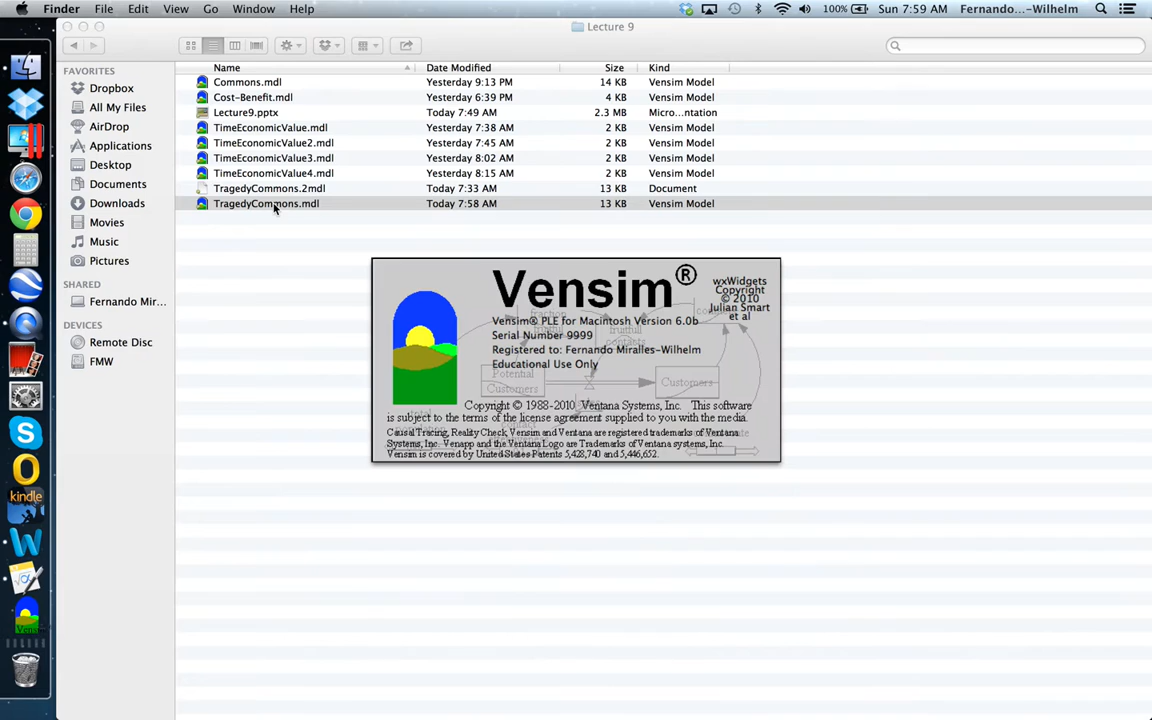 Finder File Edit View Go Window Help 100% Sun 7:59 AM Fernando...-Wilhelm
Lecture 9
FAVORITES
Dropbox
All My Files
AirDrop
Applications
Desktop
Documents
Downloads
Movies
Music
Pictures
SHARED
Fernando Mir...
DEVICES
Remote Disc
FMW
Name Date Modified Size Kind
Commons.mdl Yesterday 9:13 PM 14 KB Vensim Model
Cost-Benefit.mdl Yesterday 6:39 PM 4 KB Vensim Model
Lecture9.pptx Today 7:49 AM 2.3 MB Micro...ntation
TimeEconomicValue.mdl Yesterday 7:38 AM 2 KB Vensim Model
TimeEconomicValue2.mdl Yesterday 7:45 AM 2 KB Vensim Model
TimeEconomicValue3.mdl Yesterday 8:02 AM 2 KB Vensim Model
TimeEconomicValue4.mdl Yesterday 8:15 AM 2 KB Vensim Model
TragedyCommons.2mdl Today 7:33 AM 13 KB Document
TragedyCommons.mdl Today 7:58 AM 13 KB Vensim Model
Vensim®
wxWidgets
Copyright
© 2010
Julian Smart
et al
fraction
fruitfull
contacts
Vensim® PLE for Macintosh Version 6.0b
Serial Number 9999
Registered to: Fernando Miralles-Wilhelm
Educational Use Only
Potential
Customers
Customers
Copyright © 1988-2010 Ventana Systems, Inc. This software
is subject to the terms of the license agreement supplied to you with the media.
Causal Tracing, Reality Check, Vensim and Ventana are registered trademarks of Ventana
Systems, Inc. Venapp and the Ventana Logo are Trademarks of Ventana systems, Inc.
Vensim is covered by United States Patents 5,428,740 and 5,446,652.
kindle